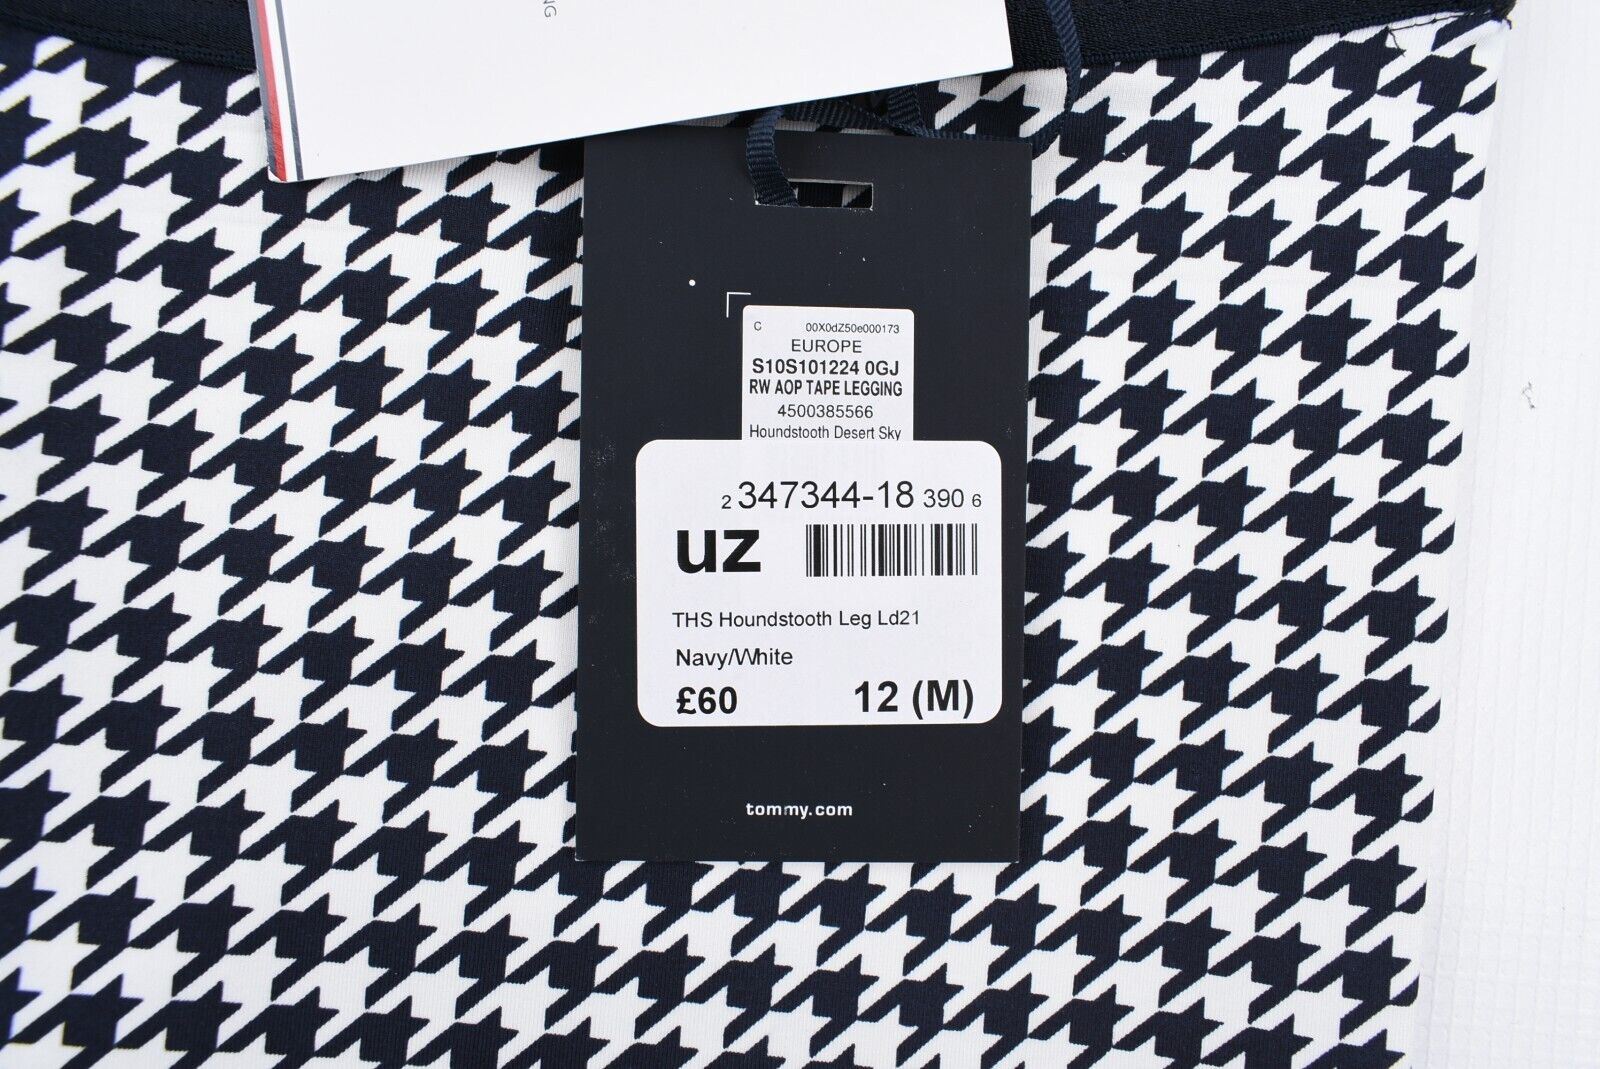 NG
C 00X0dZ50e000173
EUROPE
S10S101224 0GJ
RW AOP TAPE LEGGING
4500385566
Houndstooth Desert Sky
2 347344-18 390 6
uz
THS Houndstooth Leg Ld21
Navy/White
£60 12 (M)
tommy.com